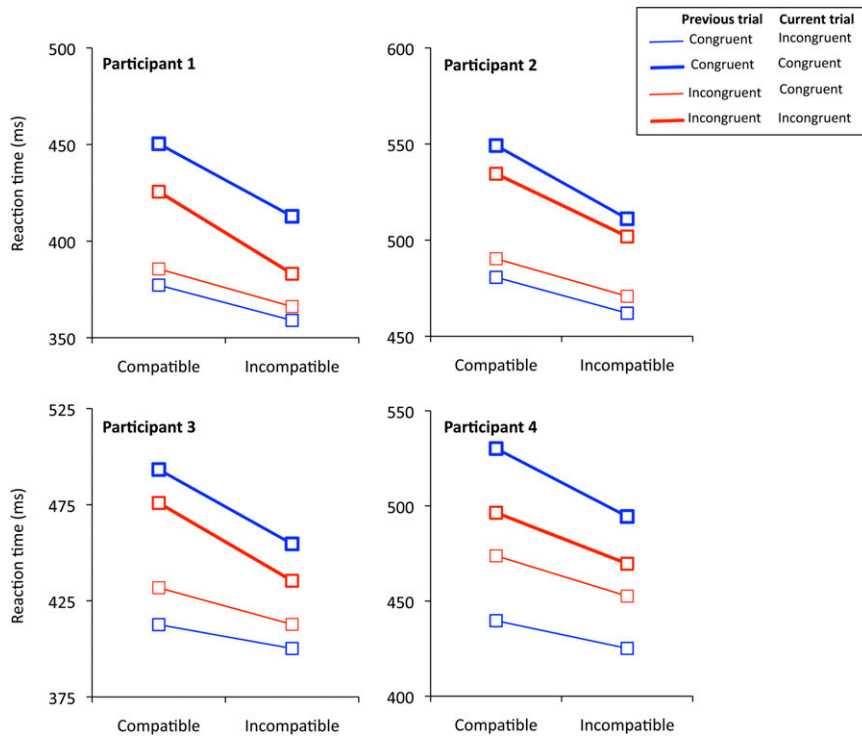 Previous trial Current trial
Congruent Incongruent
Congruent Congruent
Incongruent Congruent
Incongruent Incongruent
500
450
400
350
Reaction time (ms)
Participant 1
Compatible Incompatible
600
550
500
450
Participant 2
Compatible Incompatible
525
475
425
375
Reaction time (ms)
Participant 3
Compatible Incompatible
550
500
450
400
Participant 4
Compatible Incompatible